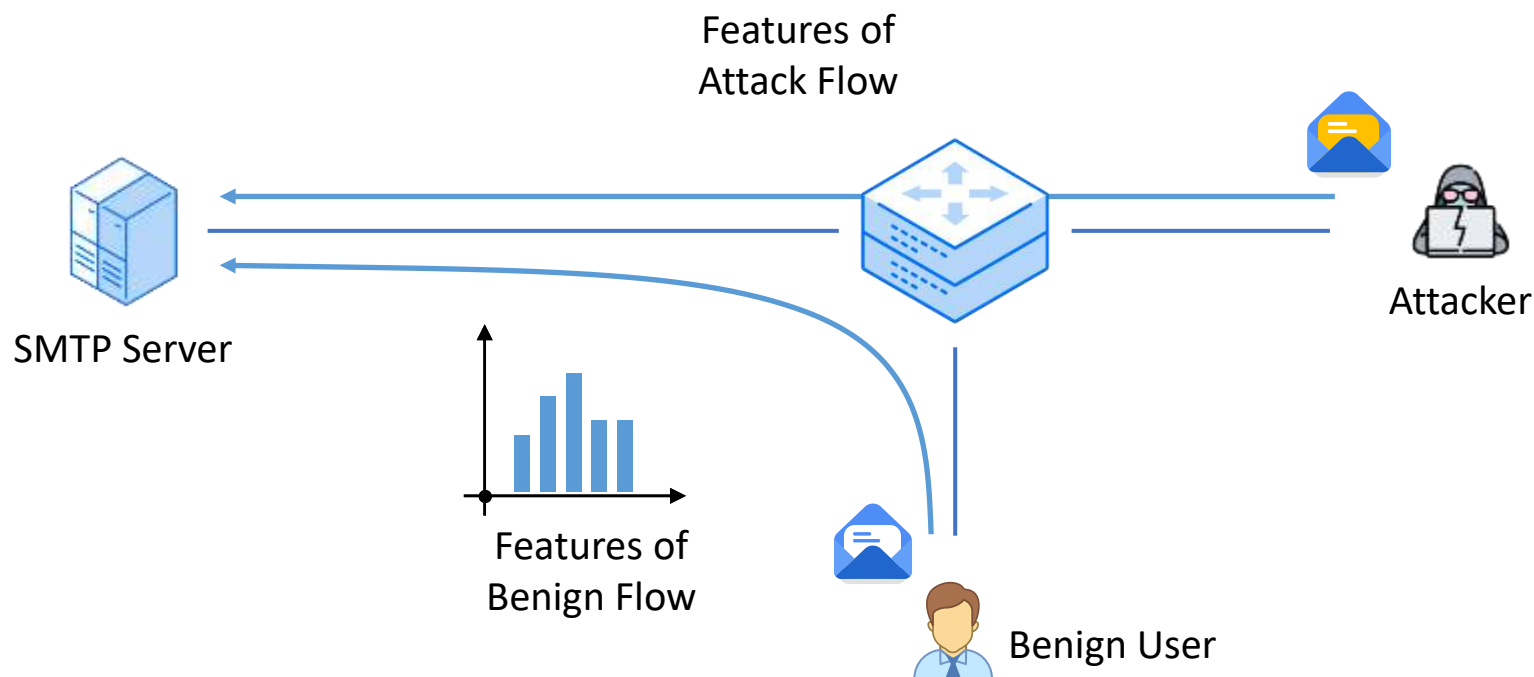 Features of
Attack Flow
SMTP Server
Attacker
Features of
Benign Flow
Benign User